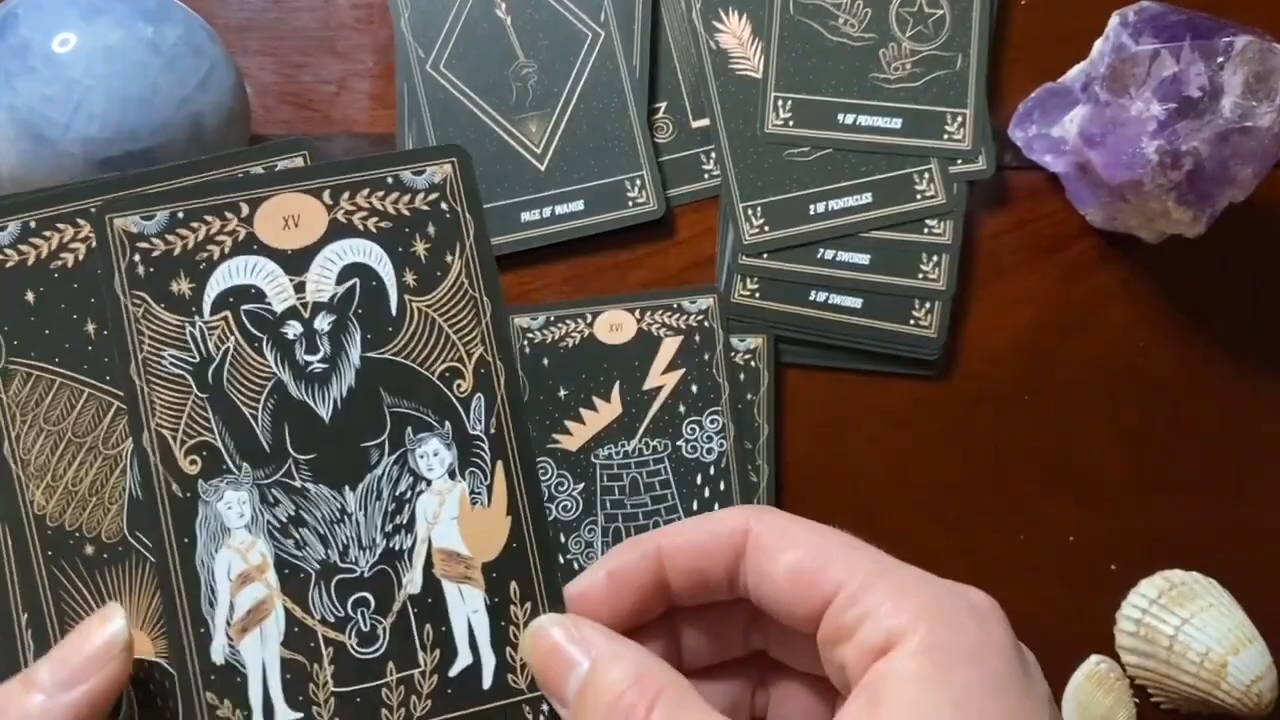 PAGE OF WANDS
4 OF PENTACLES
2 OF PENTACLES
7 OF SWORDS
5 OF SWORDS
XV
XVI